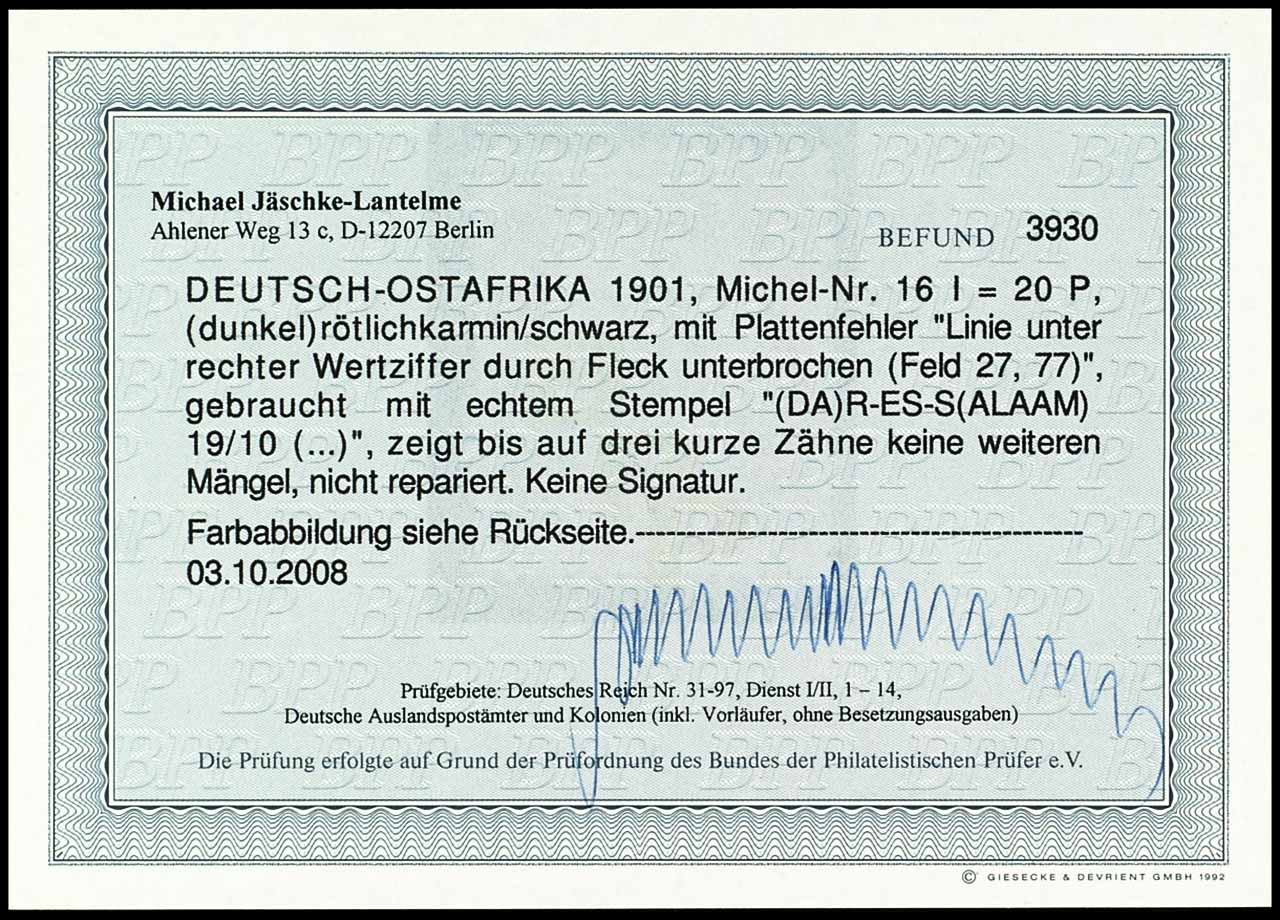 Michael Jäschke-Lantelme
Ahlener Weg 13 c, D-12207 Berlin
BEFUND 3930
DEUTSCH-OSTAFRIKA 1901, Michel-Nr. 16 I = 20 P,
(dunkel)rötlichkarmin/schwarz, mit Plattenfehler "Linie unter
rechter Wertziffer durch Fleck unterbrochen (Feld 27, 77)",
gebraucht mit echtem Stempel "(DA)R-ES-S(ALAAM)
19/10 (...)", zeigt bis auf drei kurze Zähne keine weiteren
Mängel, nicht repariert. Keine Signatur.
Farbabbildung siehe Rückseite.--------------------------------------------
03.10.2008
Prüfgebiete: Deutsches Reich Nr. 31-97, Dienst I/II, 1 – 14,
Deutsche Auslandspostämter und Kolonien (inkl. Vorläufer, ohne Besetzungsausgaben)
Die Prüfung erfolgte auf Grund der Prüfordnung des Bundes der Philatelistischen Prüfer e.V.
© GIESECKE & DEVRIENT GMBH 1992